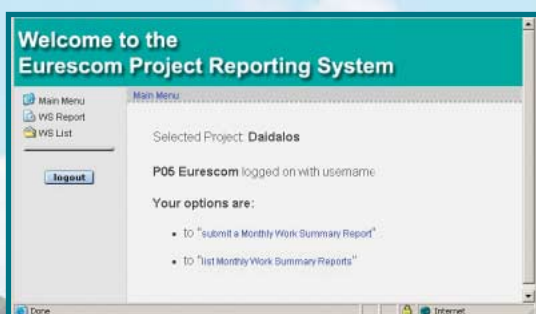 Welcome to the
Eurescom Project Reporting System
Main Menu
WS Report
WS List
logout
Main Menu
Selected Project: Daidalos
P05 Eurescom logged on with username
Your options are:
• to "submit a Monthly Work Summary Report"
• to "list Monthly Work Summary Reports"
Done
Internet